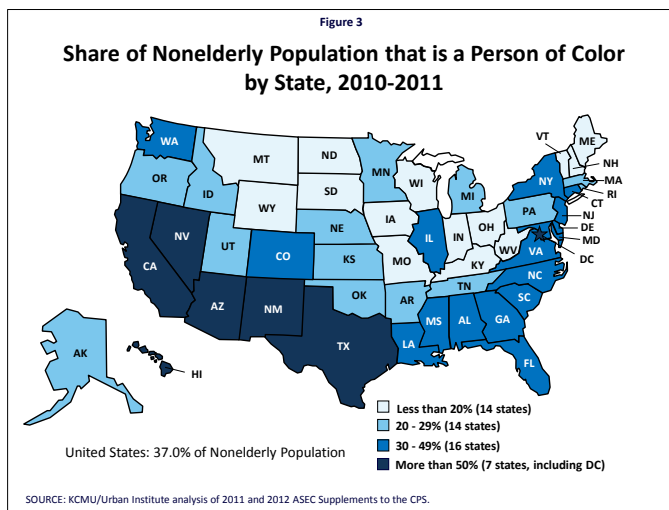 Figure 3
Share of Nonelderly Population that is a Person of Color
by State, 2010-2011
WA
OR
ID
MT
ND
SD
WY
MN
WI
MI
IA
NE
NV
UT
CO
CA
AZ
NM
KS
OK
TX
MO
AR
LA
IL
IN
OH
KY
TN
MS
AL
GA
FL
SC
NC
VA
WV
PA
NY
VT
ME
NH
MA
RI
CT
NJ
DE
MD
DC
AK
HI
Less than 20% (14 states)
20 - 29% (14 states)
30 - 49% (16 states)
More than 50% (7 states, including DC)
United States: 37.0% of Nonelderly Population
SOURCE: KCMU/Urban Institute analysis of 2011 and 2012 ASEC Supplements to the CPS.